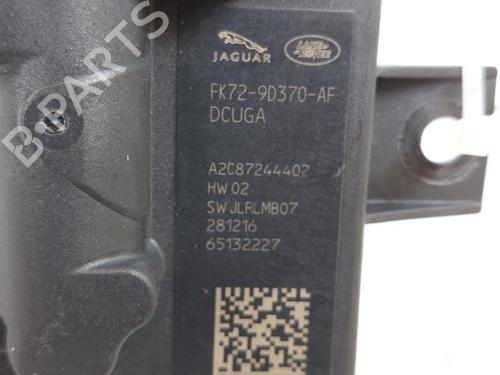 JAGUAR
LAND ROVER
FK72-9D370-AF
DCUGA
A2C87244402
HW 02
SW JLRLMB07
281216
65132227
B-PARTS